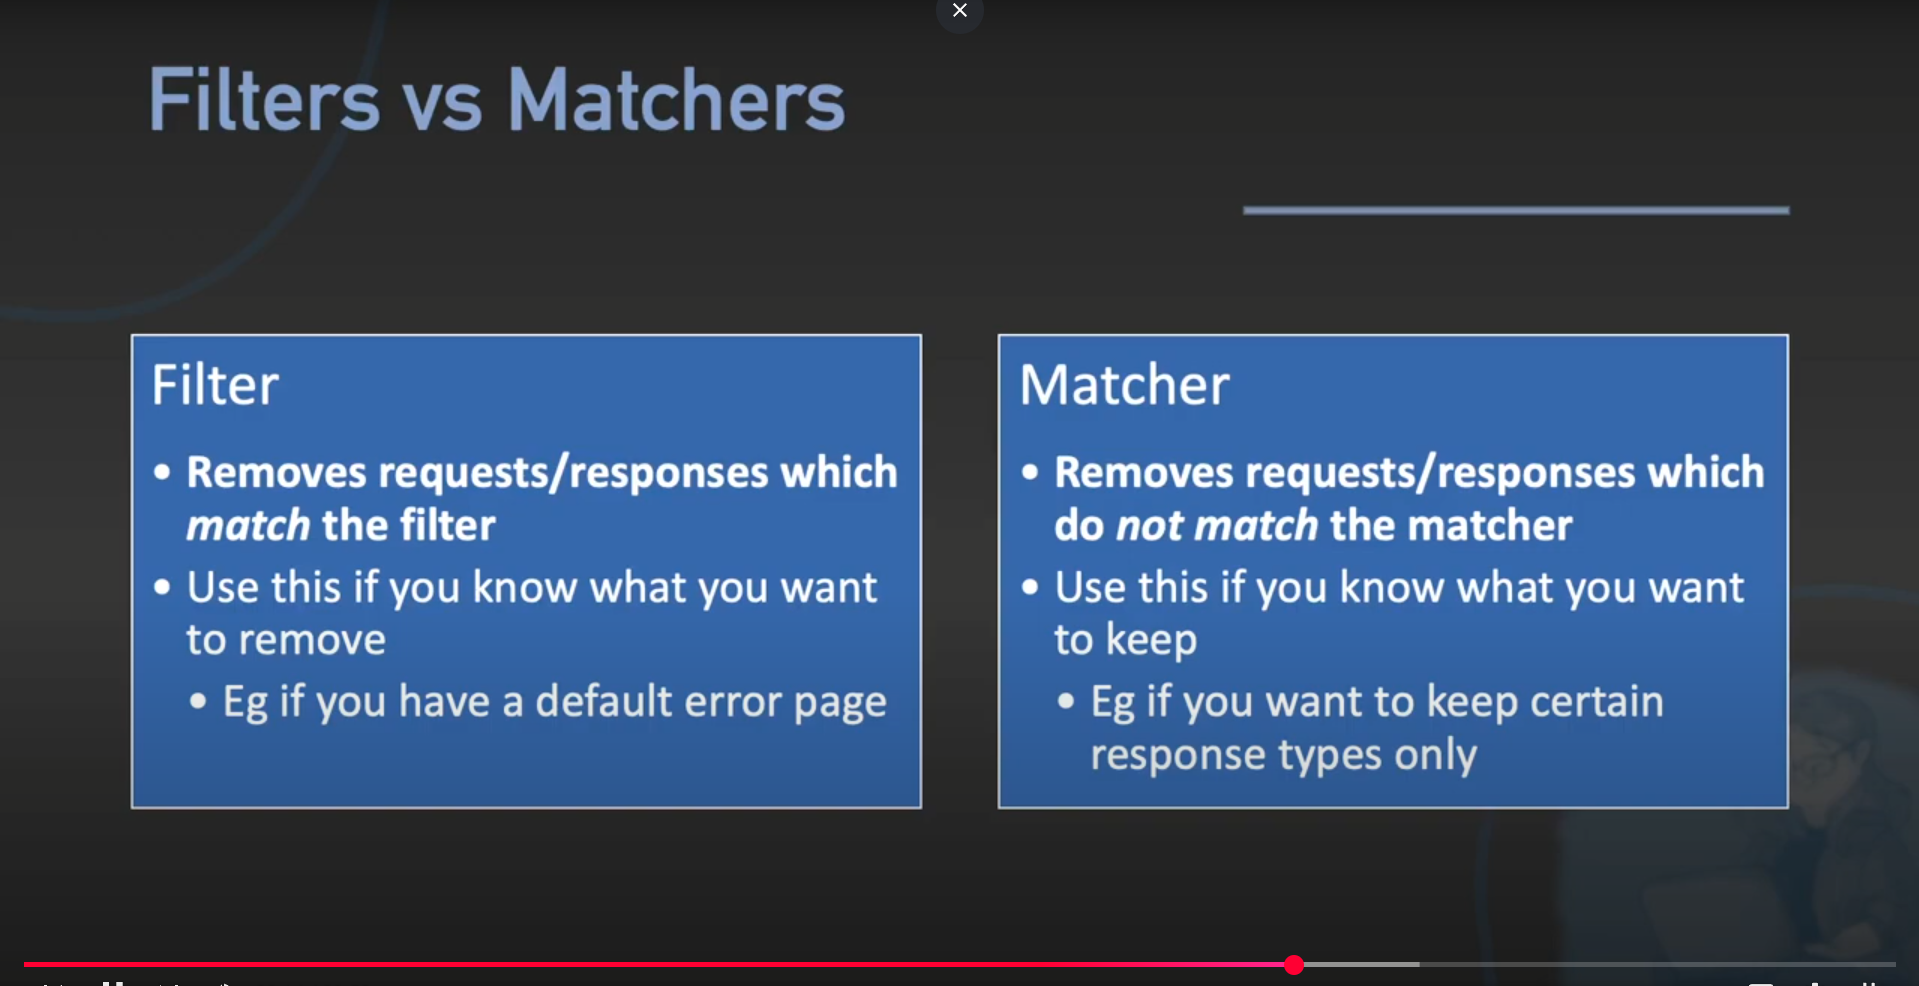 Filters vs Matchers
Filter
• Removes requests/responses which
match the filter
• Use this if you know what you want
to remove
• Eg if you have a default error page
Matcher
• Removes requests/responses which
do not match the matcher
• Use this if you know what you want
to keep
• Eg if you want to keep certain
response types only